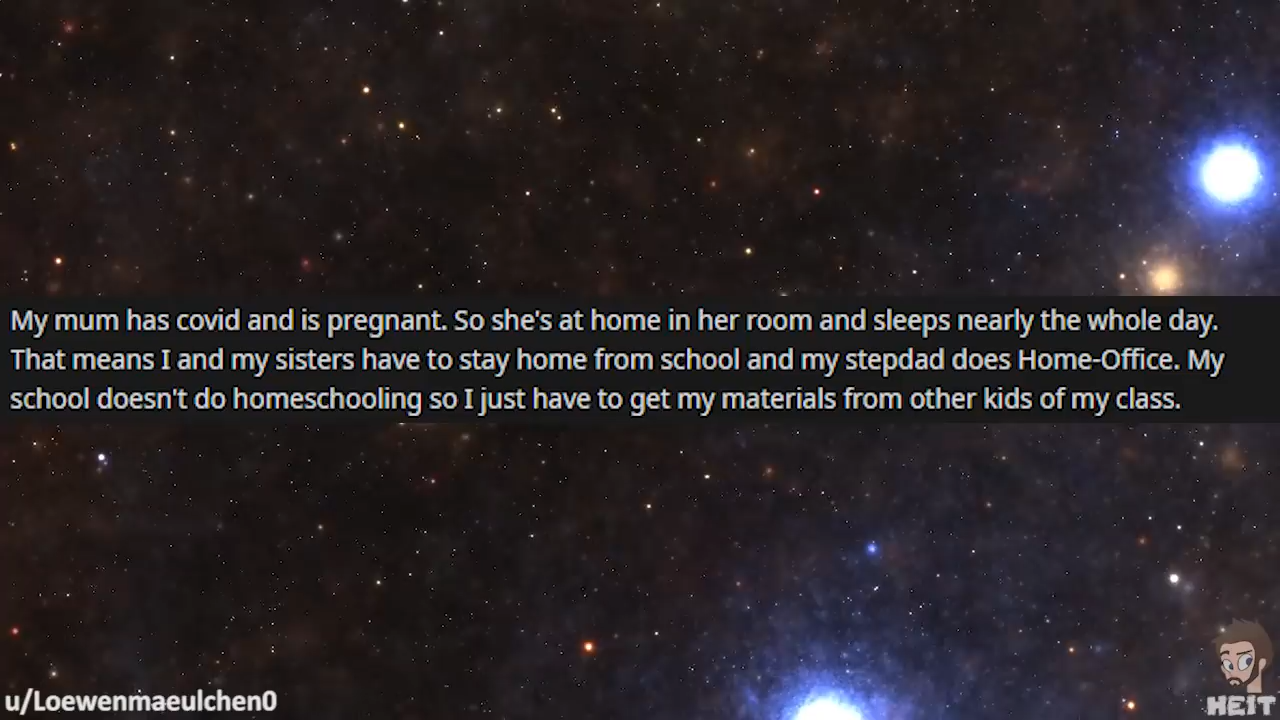 My mum has covid and is pregnant. So she's at home in her room and sleeps nearly the whole day.
That means I and my sisters have to stay home from school and my stepdad does Home-Office. My
school doesn't do homeschooling so I just have to get my materials from other kids of my class.
u/Loewenmaeulchen0
HEIT